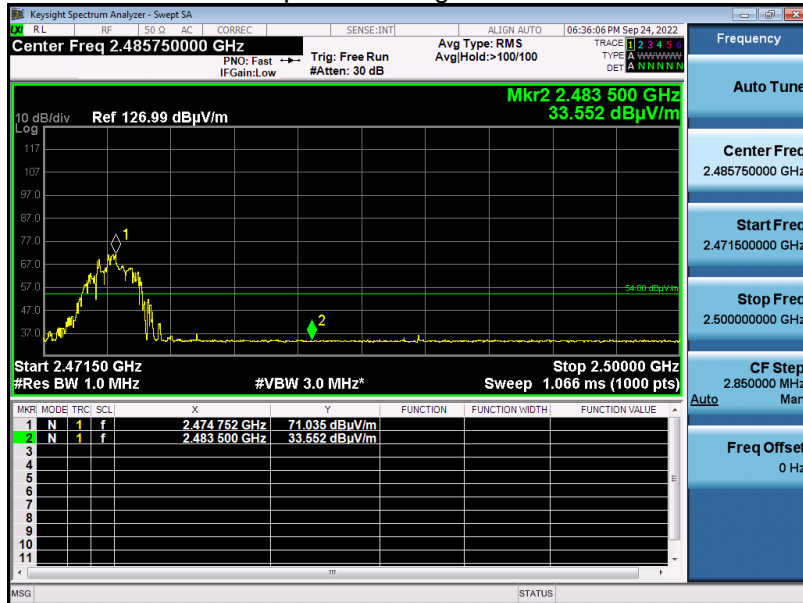 Keysight Spectrum Analyzer - Swept SA
LXI RL RF 50 Ω AC CORREC SENSE:INT ALIGN AUTO 06:36:06 PM Sep 24, 2022
Center Freq 2.485750000 GHz
PNO: Fast
IFGain:Low
Trig: Free Run
#Atten: 30 dB
Avg Type: RMS
Avg|Hold:>100/100
TRACE 1 2 3 4 5 6
TYPE A WWWWW
DET A N N N N N
Mkr2 2.483 500 GHz
33.552 dBµV/m
10 dB/div Ref 126.99 dBµV/m
Log
117
107
97.0
87.0
77.0
67.0
57.0
47.0
37.0
1
2
54.00 dBµV/m
Start 2.47150 GHz Stop 2.50000 GHz
#Res BW 1.0 MHz #VBW 3.0 MHz* Sweep 1.066 ms (1000 pts)
MKR MODE TRC SCL X Y FUNCTION FUNCTION WIDTH FUNCTION VALUE
1 N 1 f 2.474 752 GHz 71.035 dBµV/m
2 N 1 f 2.483 500 GHz 33.552 dBµV/m
3
4
5
6
7
8
9
10
11
MSG STATUS
Frequency
Auto Tune
Center Freq
2.485750000 GHz
Start Freq
2.471500000 GHz
Stop Freq
2.500000000 GHz
CF Step
2.850000 MHz
Auto Man
Freq Offset
0 Hz